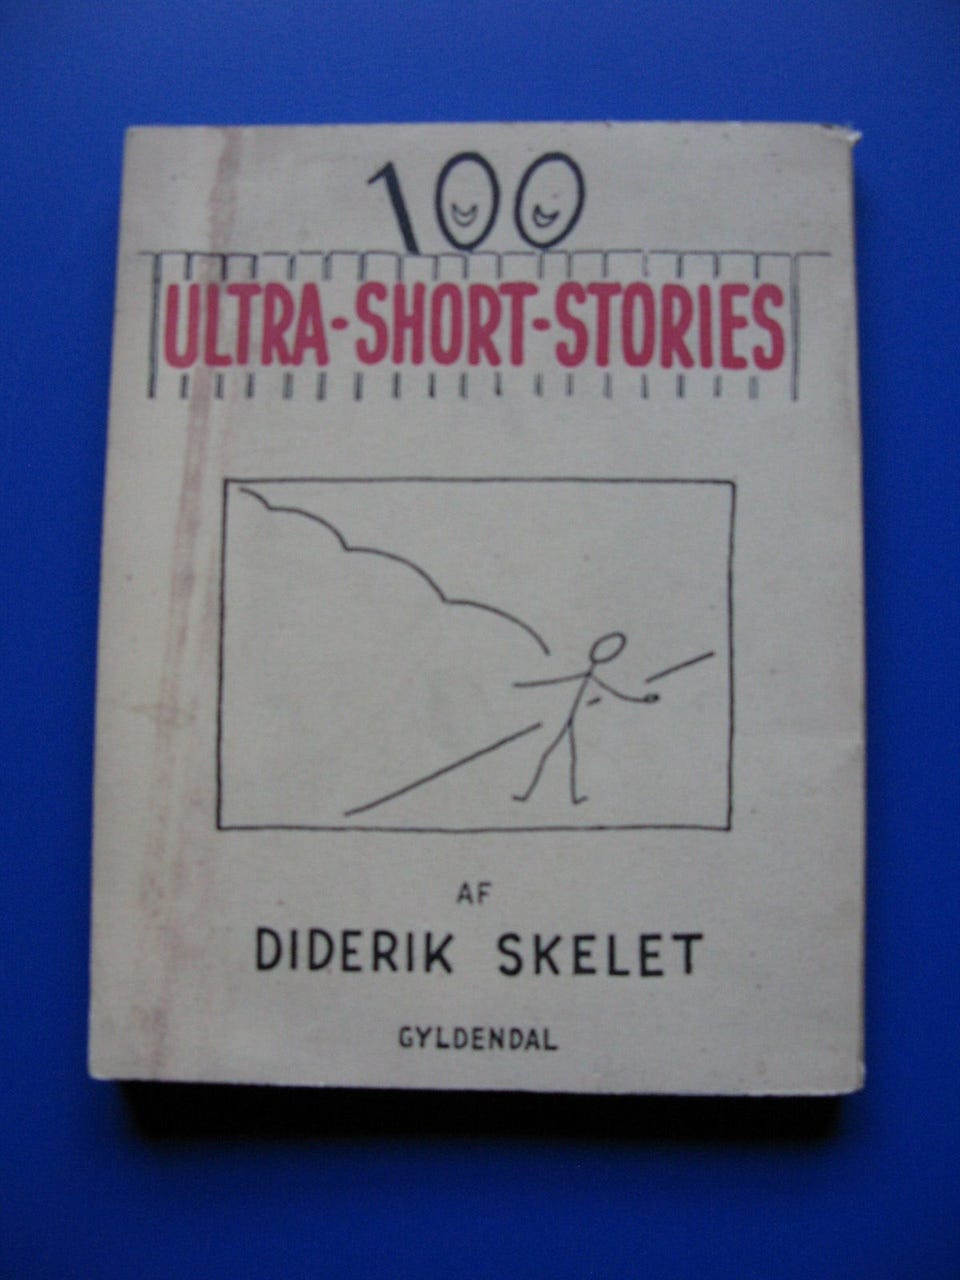 100
ULTRA-SHORT-STORIES
AF
DIDERIK SKELET
GYLDENDAL